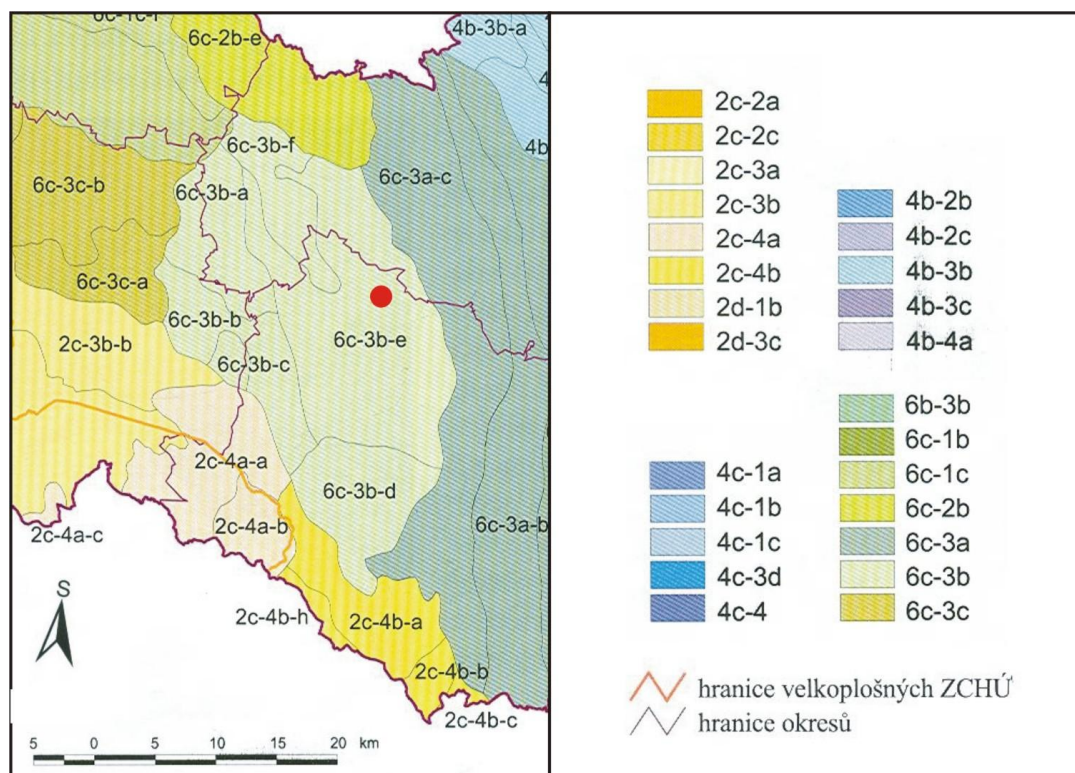 6c-1c-f
6c-2b-e
4b-3b-a
4
4b
6c-3b-f
6c-3c-b
6c-3b-a
6c-3a-c
6c-3c-a
6c-3b-b
6c-3b-e
2c-3b-b
6c-3b-c
2c-4a-a
6c-3b-d
2c-4a-b
6c-3a-b
2c-4a-c
S
2c-4b-h
2c-4b-a
2c-4b-b
2c-4b-c
5 0 5 10 15 20 km
2c-2a
2c-2c
2c-3a
2c-3b
2c-4a
2c-4b
2d-1b
2d-3c
4b-2b
4b-2c
4b-3b
4b-3c
4b-4a
4c-1a
4c-1b
4c-1c
4c-3d
4c-4
6b-3b
6c-1b
6c-1c
6c-2b
6c-3a
6c-3b
6c-3c
hranice velkoplošných ZCHÚ
hranice okresů